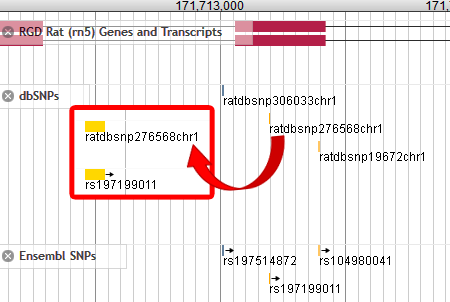 171,713,000 171,
RGD Rat (rn5) Genes and Transcripts
dbSNPs
ratdbsnp306033chr1
ratdbsnp276568chr1
ratdbsnp276568chr1
ratdbsnp19672chr1
rs197199011
Ensembl SNPs
rs197514872 rs104980041
rs197199011